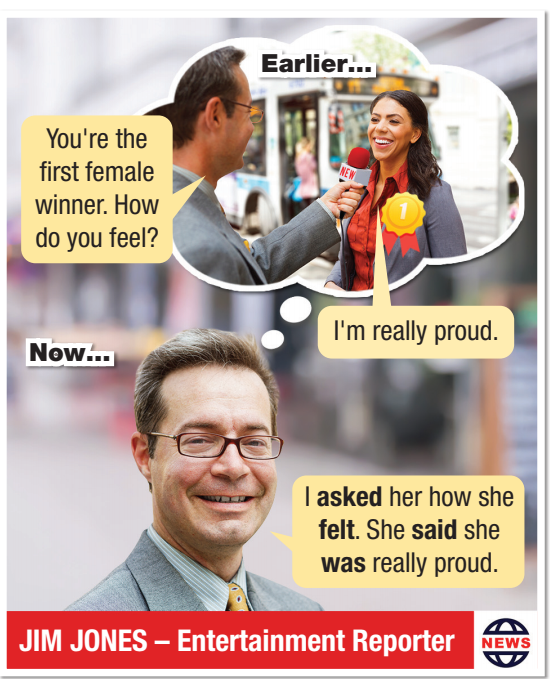 Earlier...
You're the
first female
winner. How
do you feel?
NEWS
1
I'm really proud.
Now...
I asked her how she
felt. She said she
was really proud.
JIM JONES – Entertainment Reporter
NEWS